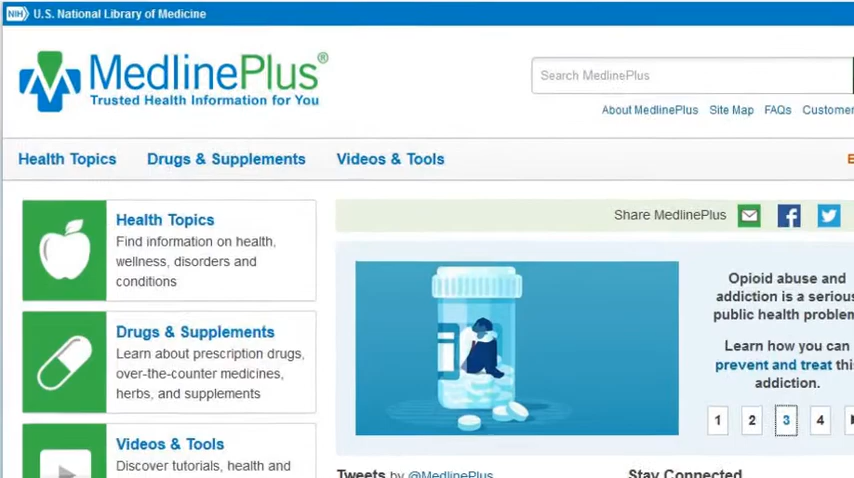 NIH U.S. National Library of Medicine
MedlinePlus®
Trusted Health Information for You
Search MedlinePlus
About MedlinePlus Site Map FAQs Customer
Health Topics Drugs & Supplements Videos & Tools
Health Topics
Find information on health,
wellness, disorders and
conditions
Drugs & Supplements
Learn about prescription drugs,
over-the-counter medicines,
herbs, and supplements
Videos & Tools
Discover tutorials, health and
Share MedlinePlus
Opioid abuse and
addiction is a serious
public health problem
Learn how you can
prevent and treat this
addiction.
1 2 3 4
Tweets by @MedlinePlus
Stay Connected